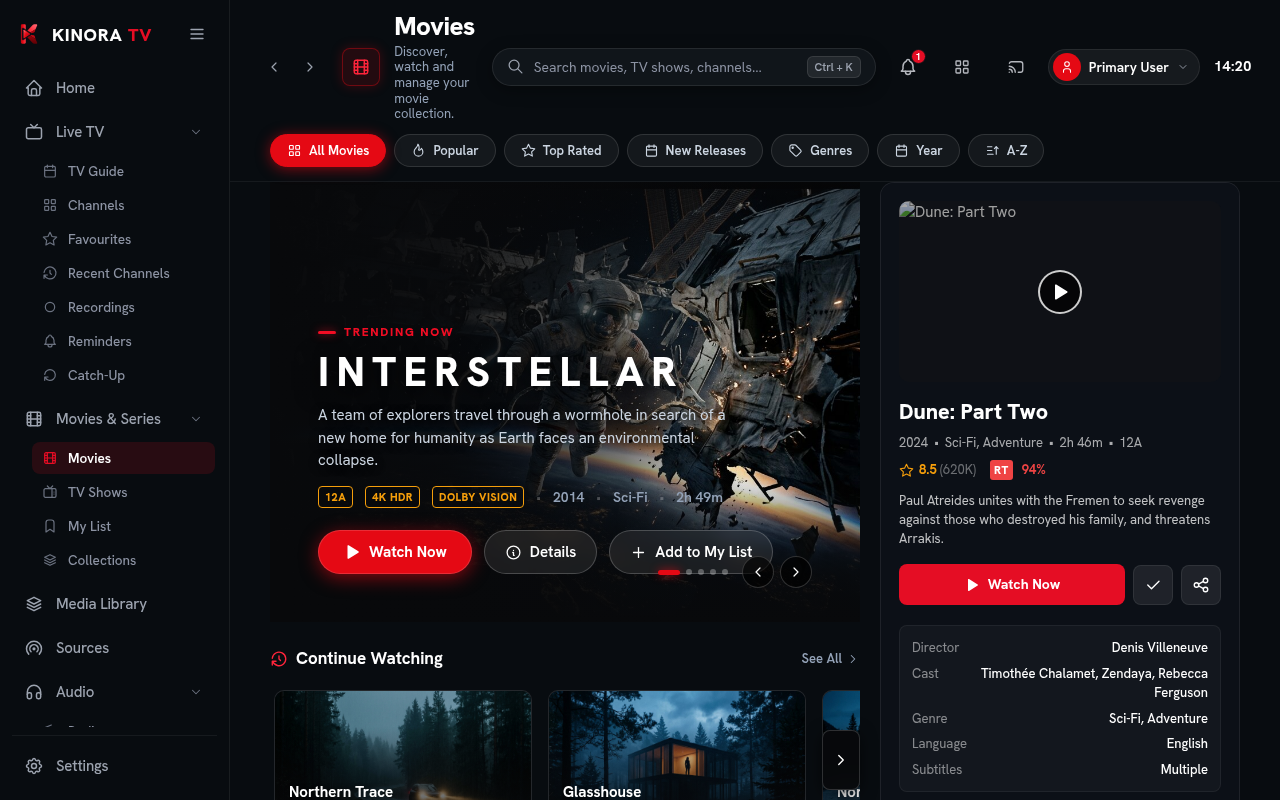 KINORA TV
Home
Live TV
TV Guide
Channels
Favourites
Recent Channels
Recordings
Reminders
Catch-Up
Movies & Series
Movies
TV Shows
My List
Collections
Media Library
Sources
Audio
Settings
Movies
Discover,
watch and
manage your
movie
collection.
Search movies, TV shows, channels...
Ctrl + K
1
Primary User
14:20
All Movies
Popular
Top Rated
New Releases
Genres
Year
A-Z
TRENDING NOW
INTERSTELLAR
A team of explorers travel through a wormhole in search of a
new home for humanity as Earth faces an environmental
collapse.
12A 4K HDR DOLBY VISION • 2014 • Sci-Fi • 2h 49m
Watch Now
Details
Add to My List
Continue Watching
See All
Northern Trace
Glasshouse
Dune: Part Two
Dune: Part Two
2024 • Sci-Fi, Adventure • 2h 46m • 12A
8.5 (620K) RT 94%
Paul Atreides unites with the Fremen to seek revenge
against those who destroyed his family, and threatens
Arrakis.
Watch Now
Director Denis Villeneuve
Cast Timothée Chalamet, Zendaya, Rebecca
Ferguson
Genre Sci-Fi, Adventure
Language English
Subtitles Multiple